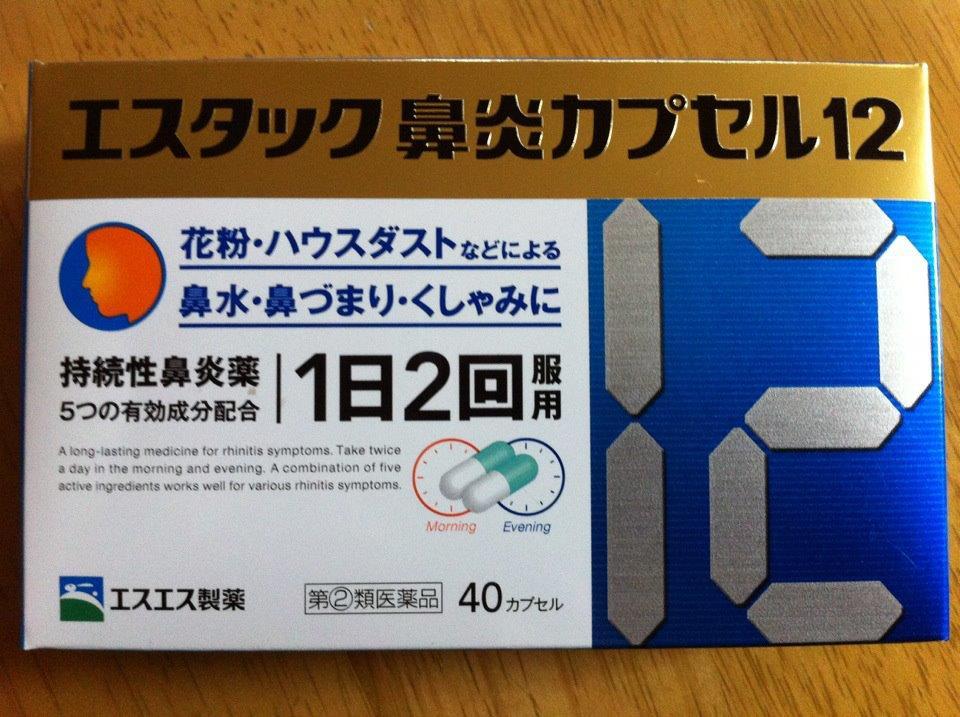 エスタック 鼻炎カプセル12
花粉・ハウスダストなどによる
鼻水・鼻づまり・くしゃみに
持続性鼻炎薬
5つの有効成分配合
1日2回服用
A long-lasting medicine for rhinitis symptoms. Take twice
a day in the morning and evening. A combination of five
active ingredients works well for various rhinitis symptoms.
Morning
Evening
エスエス製薬
第②類医薬品
40カプセル
12